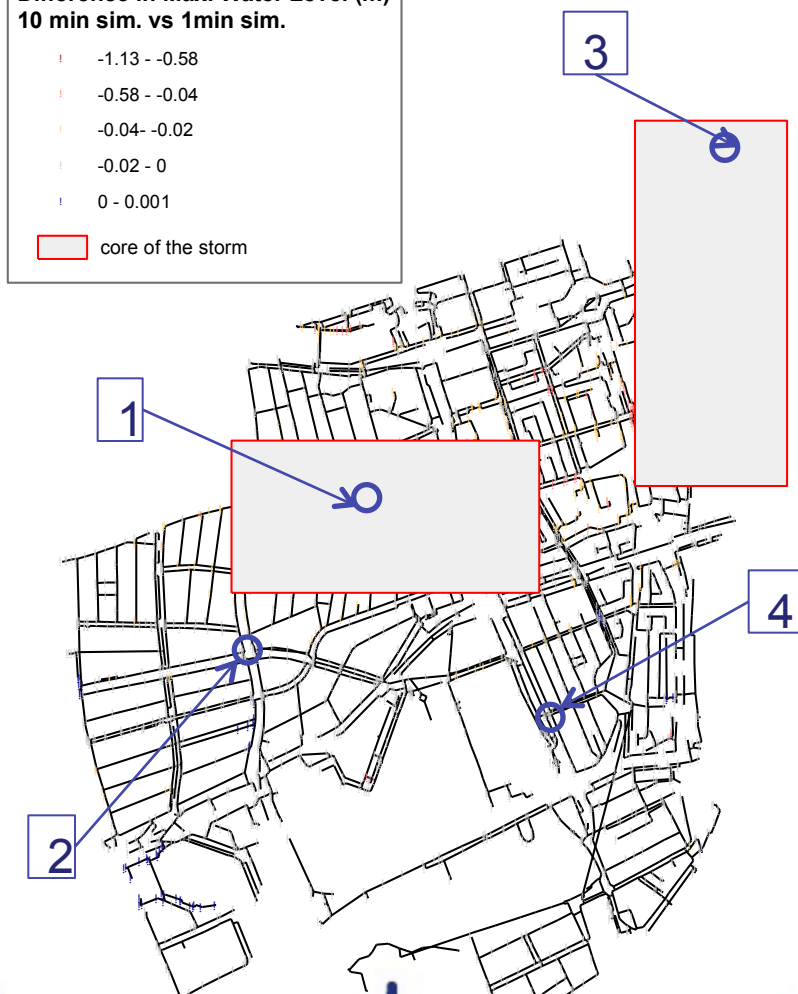 10 min sim. vs 1min sim.
-1.13 - -0.58
-0.58 - -0.04
-0.04- -0.02
-0.02 - 0
0 - 0.001
core of the storm
3
1
4
2